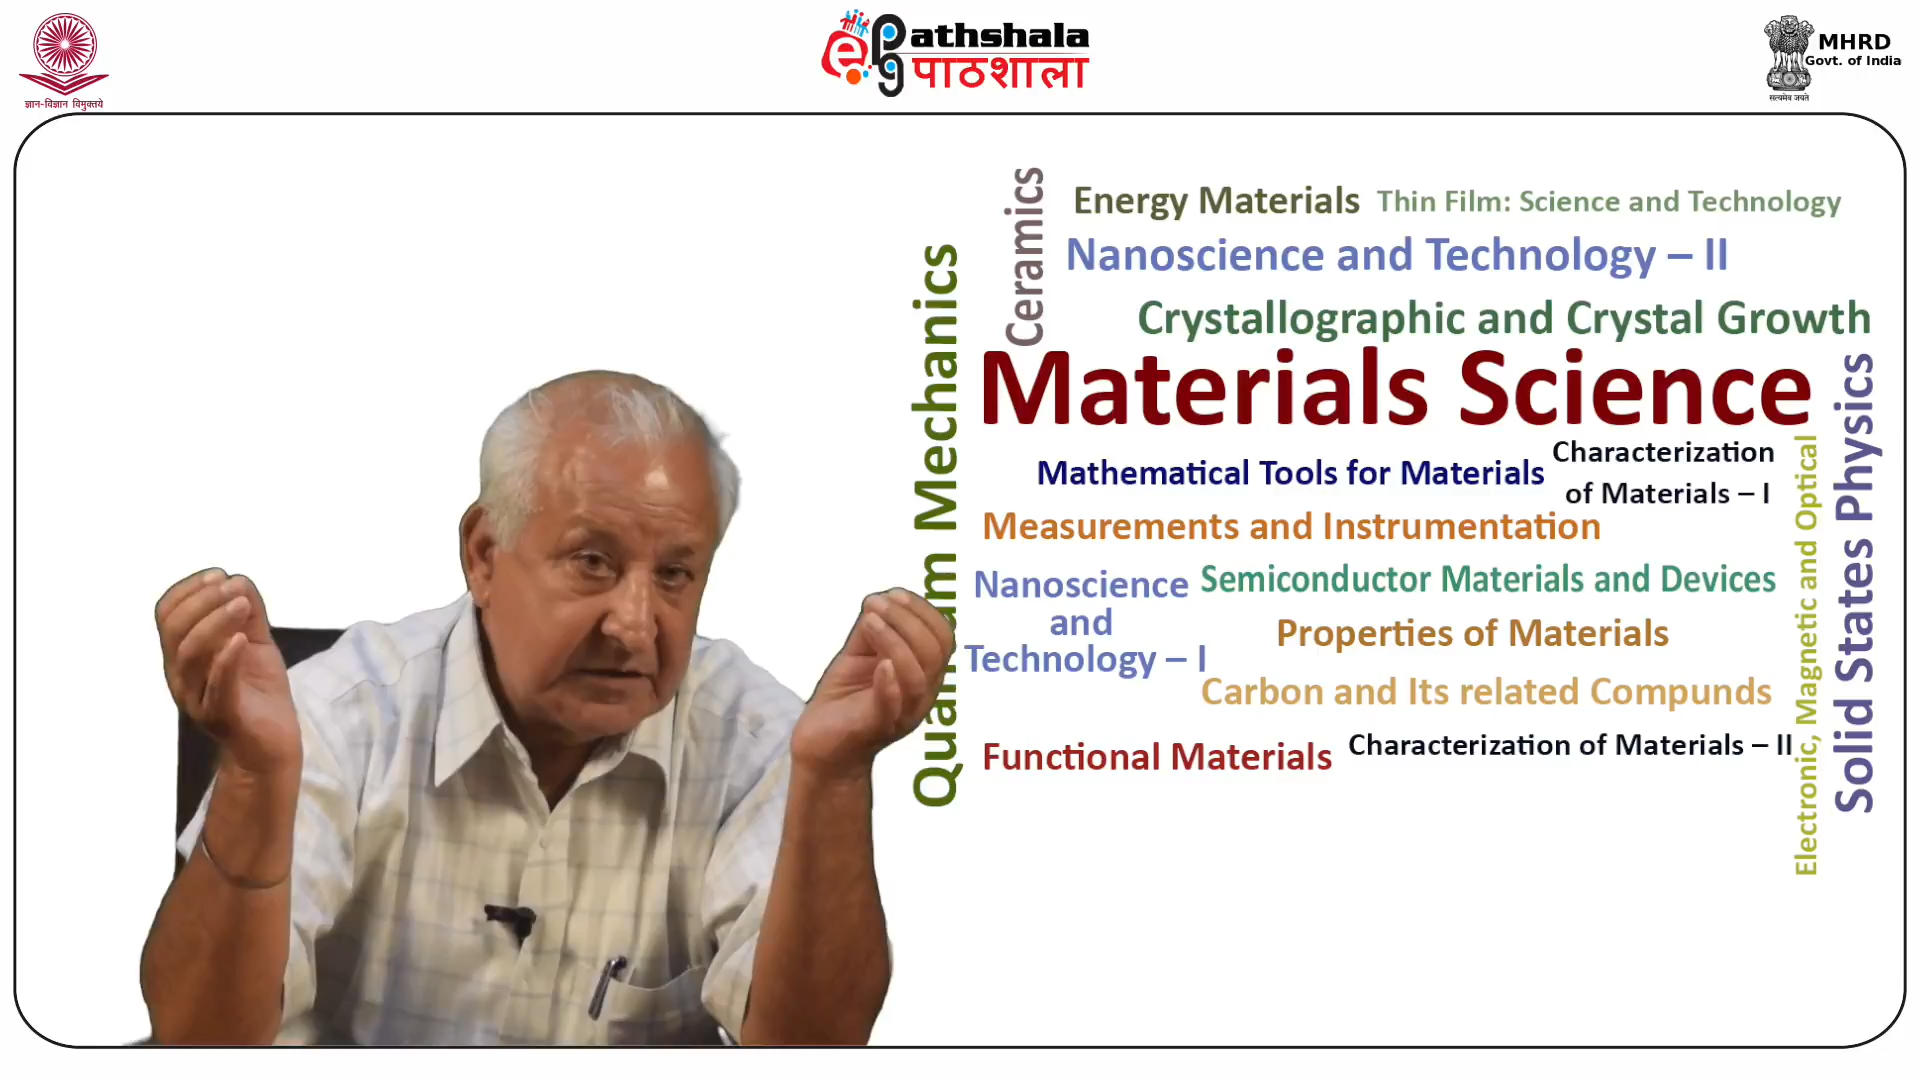 ज्ञान-विज्ञान विमुक्तये
ePathshala
पाठशाला
MHRD
Govt. of India
सत्यमेव जयते
Ceramics
Energy Materials
Thin Film: Science and Technology
Nanoscience and Technology – II
Crystallographic and Crystal Growth
Quantum Mechanics
Materials Science
Solid States Physics
Mathematical Tools for Materials
Characterization
of Materials – I
Electronic, Magnetic and Optical
Measurements and Instrumentation
Nanoscience
and
Technology – I
Semiconductor Materials and Devices
Properties of Materials
Carbon and Its related Compunds
Functional Materials
Characterization of Materials – II